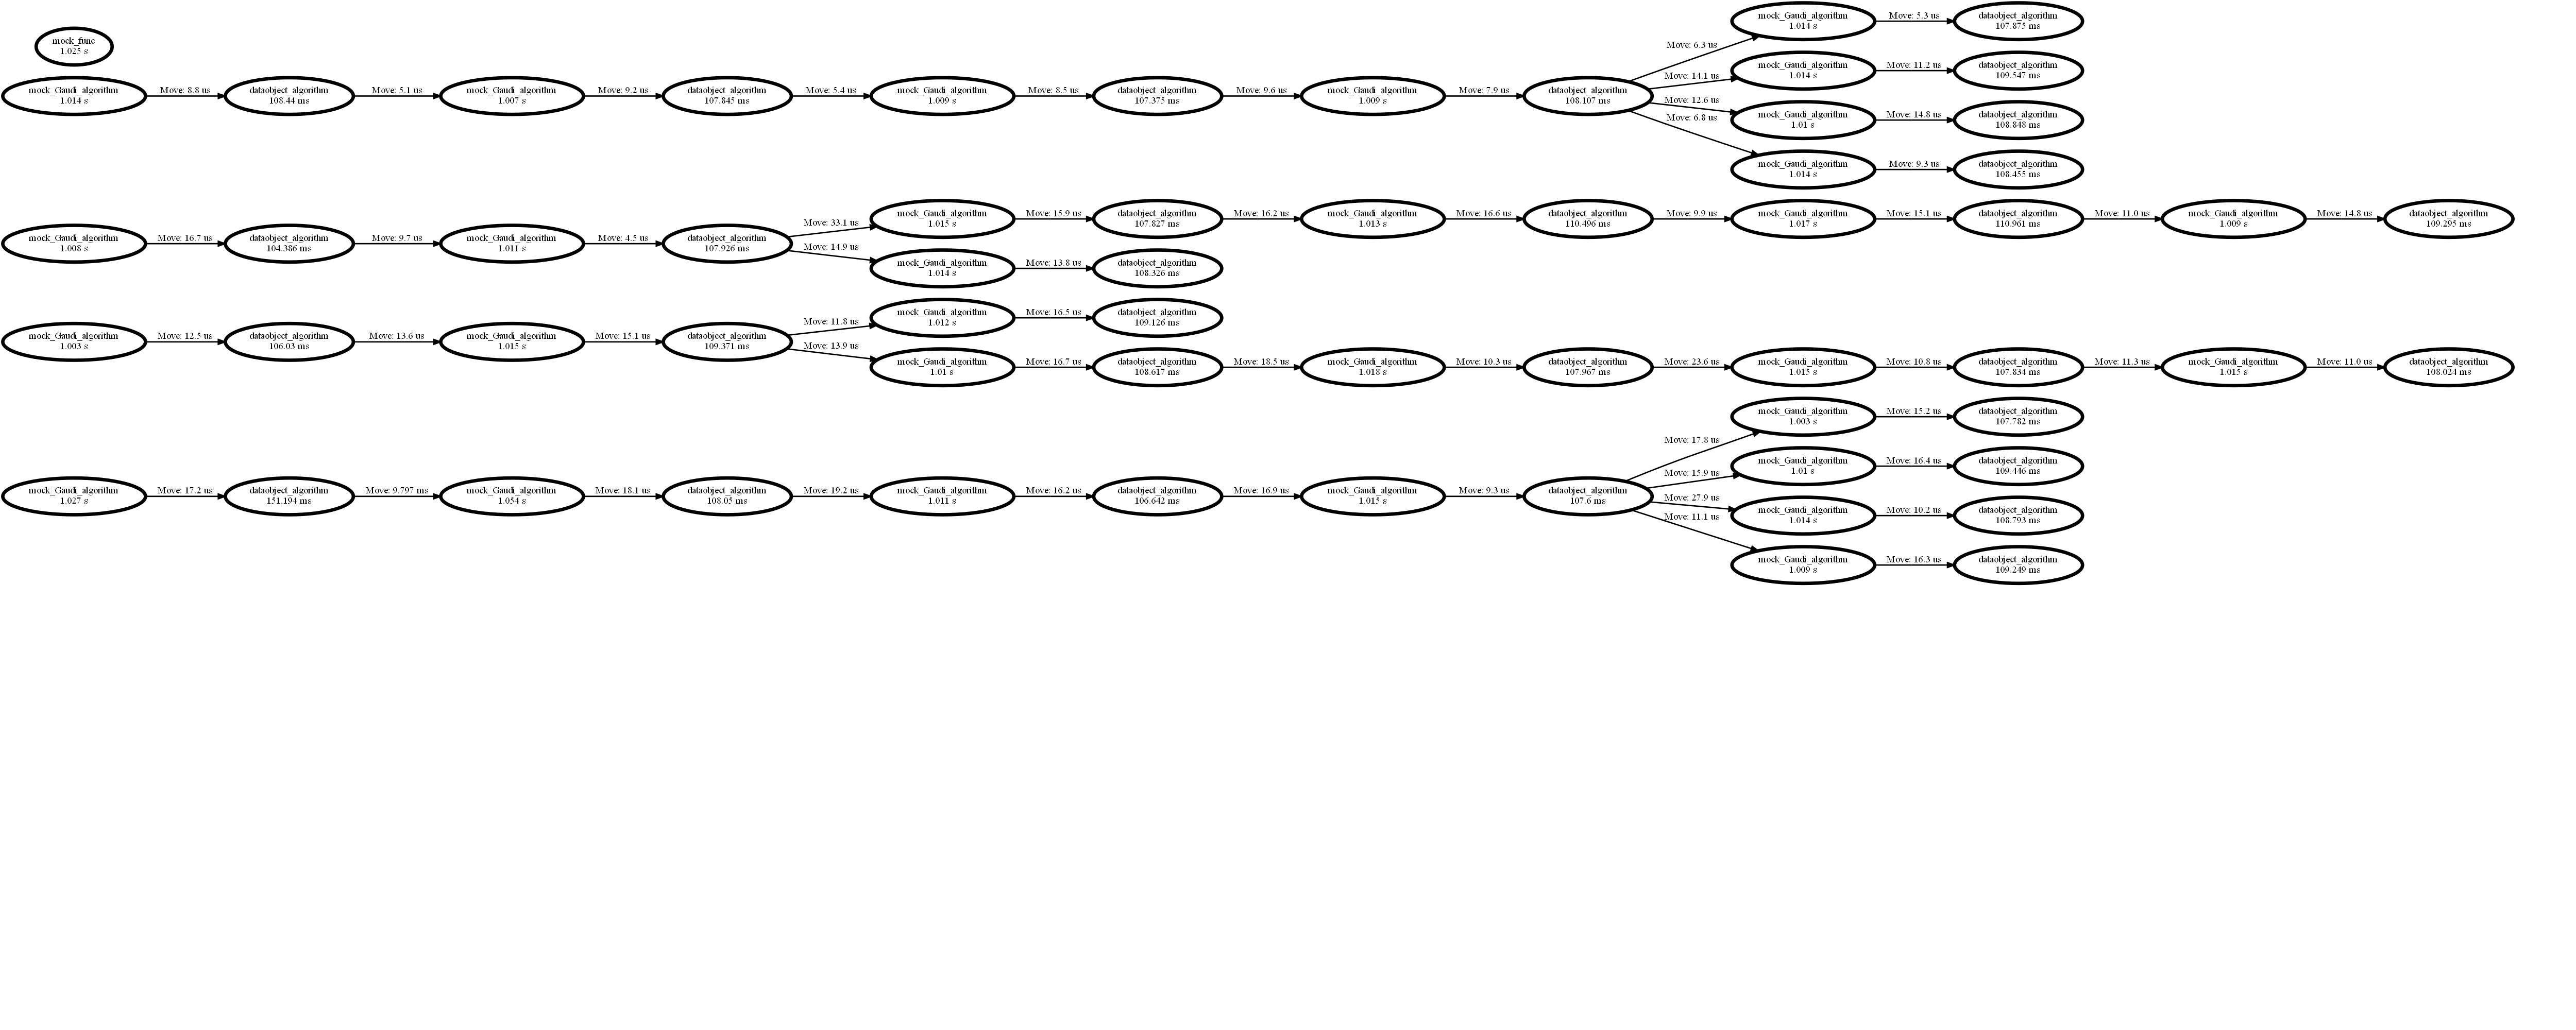 mock_func
1.025 s
mock_Gaudi_algorithm
1.014 s
Move: 8.8 us
dataobject_algorithm
108.44 ms
Move: 5.1 us
mock_Gaudi_algorithm
1.007 s
Move: 9.2 us
dataobject_algorithm
107.845 ms
Move: 5.4 us
mock_Gaudi_algorithm
1.009 s
Move: 8.5 us
dataobject_algorithm
107.375 ms
Move: 9.6 us
mock_Gaudi_algorithm
1.009 s
Move: 7.9 us
dataobject_algorithm
108.107 ms
Move: 6.3 us
mock_Gaudi_algorithm
1.014 s
Move: 5.3 us
dataobject_algorithm
107.875 ms
Move: 14.1 us
mock_Gaudi_algorithm
1.014 s
Move: 11.2 us
dataobject_algorithm
109.547 ms
Move: 12.6 us
mock_Gaudi_algorithm
1.01 s
Move: 14.8 us
dataobject_algorithm
108.848 ms
Move: 6.8 us
mock_Gaudi_algorithm
1.014 s
Move: 9.3 us
dataobject_algorithm
108.455 ms
mock_Gaudi_algorithm
1.008 s
Move: 16.7 us
dataobject_algorithm
104.386 ms
Move: 9.7 us
mock_Gaudi_algorithm
1.011 s
Move: 4.5 us
dataobject_algorithm
107.926 ms
Move: 33.1 us
mock_Gaudi_algorithm
1.015 s
Move: 15.9 us
dataobject_algorithm
107.827 ms
Move: 16.2 us
mock_Gaudi_algorithm
1.013 s
Move: 16.6 us
dataobject_algorithm
110.496 ms
Move: 9.9 us
mock_Gaudi_algorithm
1.017 s
Move: 15.1 us
dataobject_algorithm
110.961 ms
Move: 11.0 us
mock_Gaudi_algorithm
1.009 s
Move: 14.8 us
dataobject_algorithm
109.295 ms
Move: 14.9 us
mock_Gaudi_algorithm
1.014 s
Move: 13.8 us
dataobject_algorithm
108.326 ms
mock_Gaudi_algorithm
1.003 s
Move: 12.5 us
dataobject_algorithm
106.03 ms
Move: 13.6 us
mock_Gaudi_algorithm
1.015 s
Move: 15.1 us
dataobject_algorithm
109.371 ms
Move: 11.8 us
mock_Gaudi_algorithm
1.012 s
Move: 16.5 us
dataobject_algorithm
109.126 ms
Move: 13.9 us
mock_Gaudi_algorithm
1.01 s
Move: 16.7 us
dataobject_algorithm
108.617 ms
Move: 18.5 us
mock_Gaudi_algorithm
1.018 s
Move: 10.3 us
dataobject_algorithm
107.967 ms
Move: 23.6 us
mock_Gaudi_algorithm
1.015 s
Move: 10.8 us
dataobject_algorithm
107.834 ms
Move: 11.3 us
mock_Gaudi_algorithm
1.015 s
Move: 11.0 us
dataobject_algorithm
108.024 ms
mock_Gaudi_algorithm
1.027 s
Move: 17.2 us
dataobject_algorithm
151.194 ms
Move: 9.797 ms
mock_Gaudi_algorithm
1.054 s
Move: 18.1 us
dataobject_algorithm
108.05 ms
Move: 19.2 us
mock_Gaudi_algorithm
1.011 s
Move: 16.2 us
dataobject_algorithm
106.642 ms
Move: 16.9 us
mock_Gaudi_algorithm
1.015 s
Move: 9.3 us
dataobject_algorithm
107.6 ms
Move: 17.8 us
mock_Gaudi_algorithm
1.003 s
Move: 15.2 us
dataobject_algorithm
107.782 ms
Move: 15.9 us
mock_Gaudi_algorithm
1.01 s
Move: 16.4 us
dataobject_algorithm
109.446 ms
Move: 27.9 us
mock_Gaudi_algorithm
1.014 s
Move: 10.2 us
dataobject_algorithm
108.793 ms
Move: 11.1 us
mock_Gaudi_algorithm
1.009 s
Move: 16.3 us
dataobject_algorithm
109.249 ms